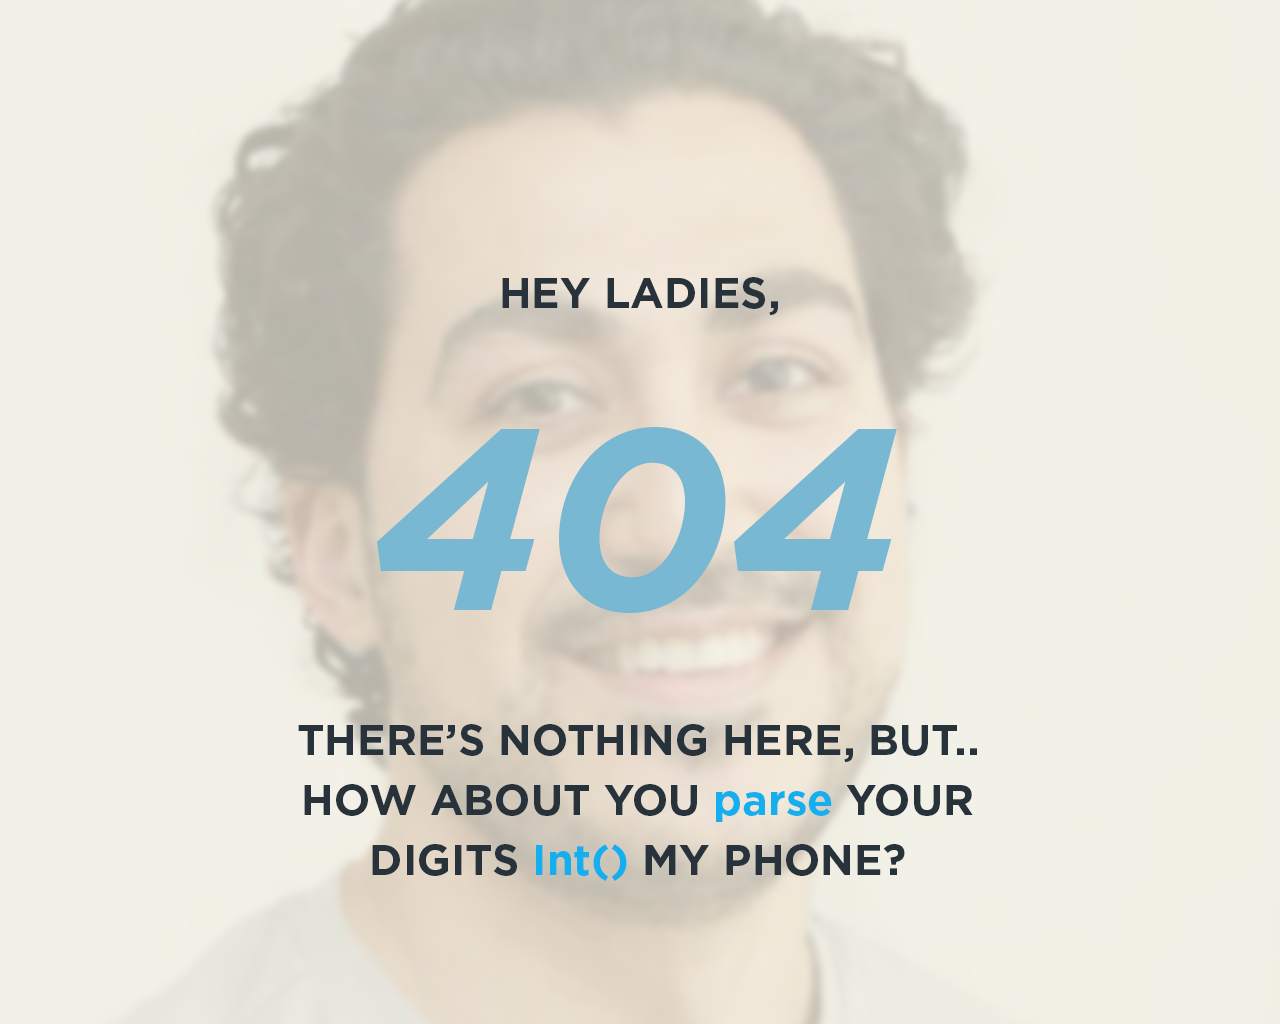 HEY LADIES,
404
THERE’S NOTHING HERE, BUT..
HOW ABOUT YOU parse YOUR
DIGITS Int() MY PHONE?